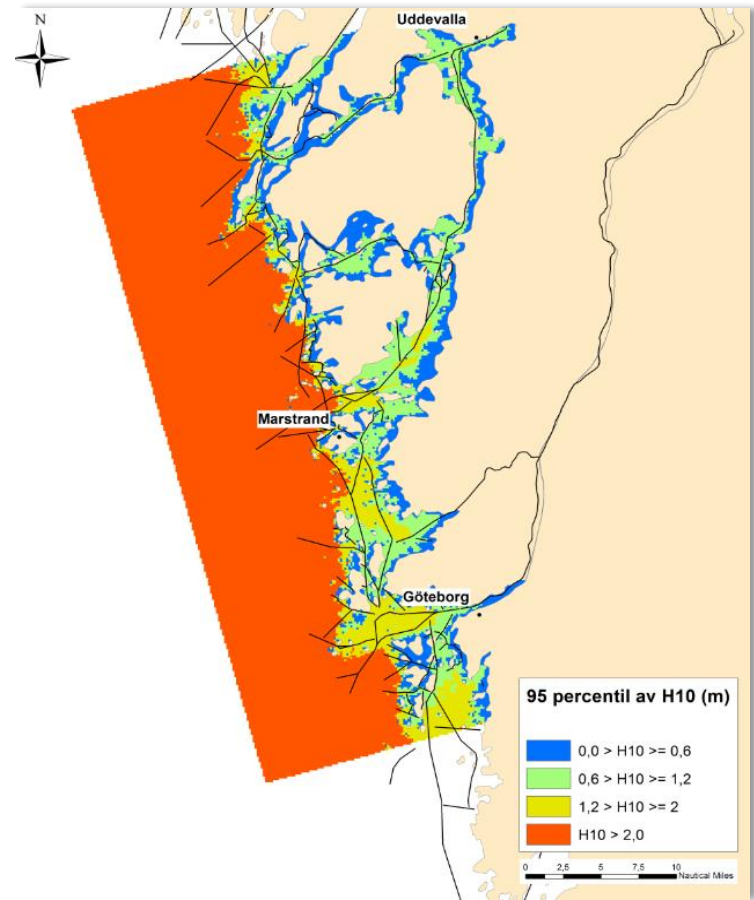 N
Uddevalla
Marstrand
Göteborg
95 percentil av H10 (m)
0,0 > H10 >= 0,6
0,6 > H10 >= 1,2
1,2 > H10 >= 2
H10 > 2,0
0 2,5 5 7,5 10
Nautical Miles